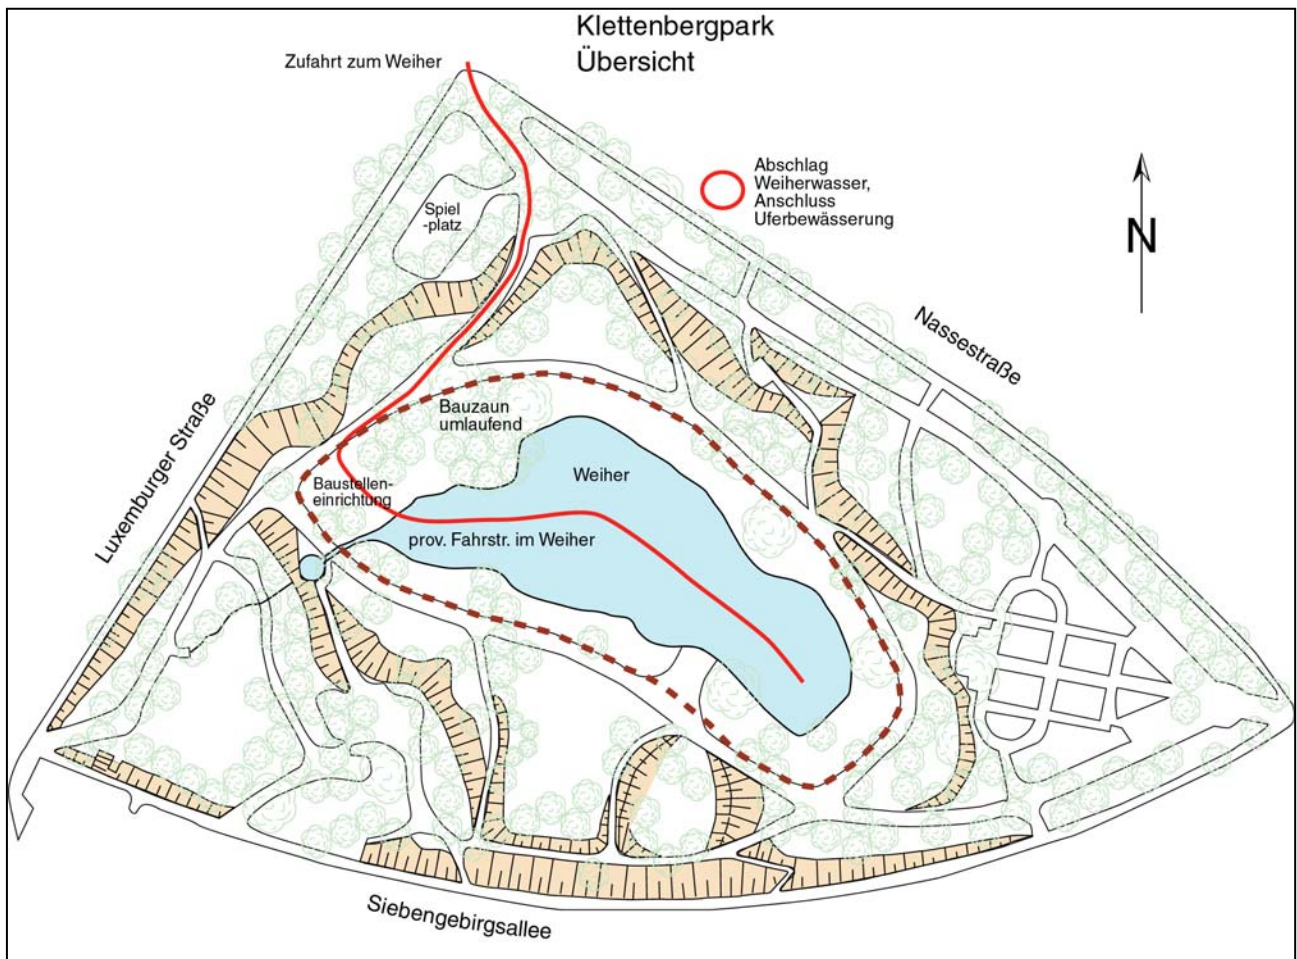 Klettenbergpark
Übersicht
Zufahrt zum Weiher
Abschlag
Weiherwasser,
Anschluss
Uferbewässerung
Spiel
-platz
N
Nassestraße
Luxemburger Straße
Bauzaun
umlaufend
Weiher
Baustellen-
einrichtung
prov. Fahrstr. im Weiher
Siebengebirgsallee